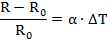 R − R₀
R₀ = α · ΔT